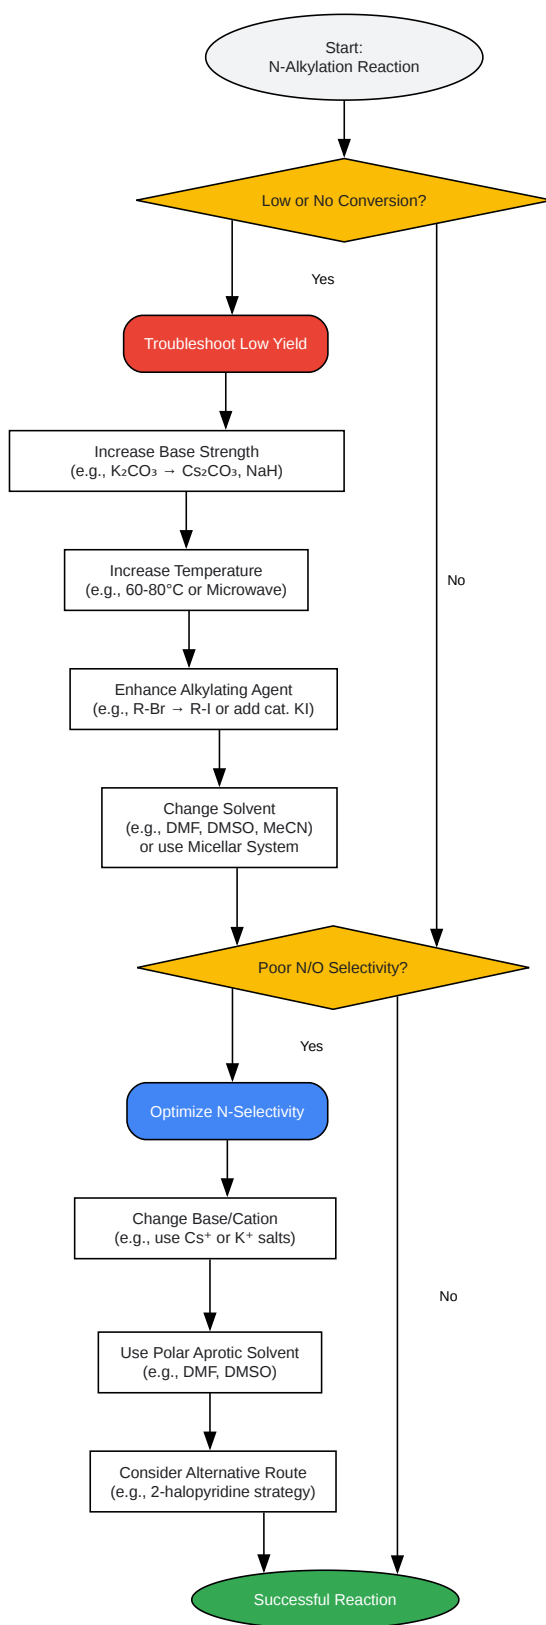 Start:
N-Alkylation Reaction
Low or No Conversion?
Yes
Troubleshoot Low Yield
Increase Base Strength
(e.g., K₂CO₃ → Cs₂CO₃, NaH)
Increase Temperature
(e.g., 60-80°C or Microwave)
No
Enhance Alkylating Agent
(e.g., R-Br → R-I or add cat. KI)
Change Solvent
(e.g., DMF, DMSO, MeCN)
or use Micellar System
Poor N/O Selectivity?
Yes
Optimize N-Selectivity
Change Base/Cation
(e.g., use Cs⁺ or K⁺ salts)
No
Use Polar Aprotic Solvent
(e.g., DMF, DMSO)
Consider Alternative Route
(e.g., 2-halopyridine strategy)
Successful Reaction